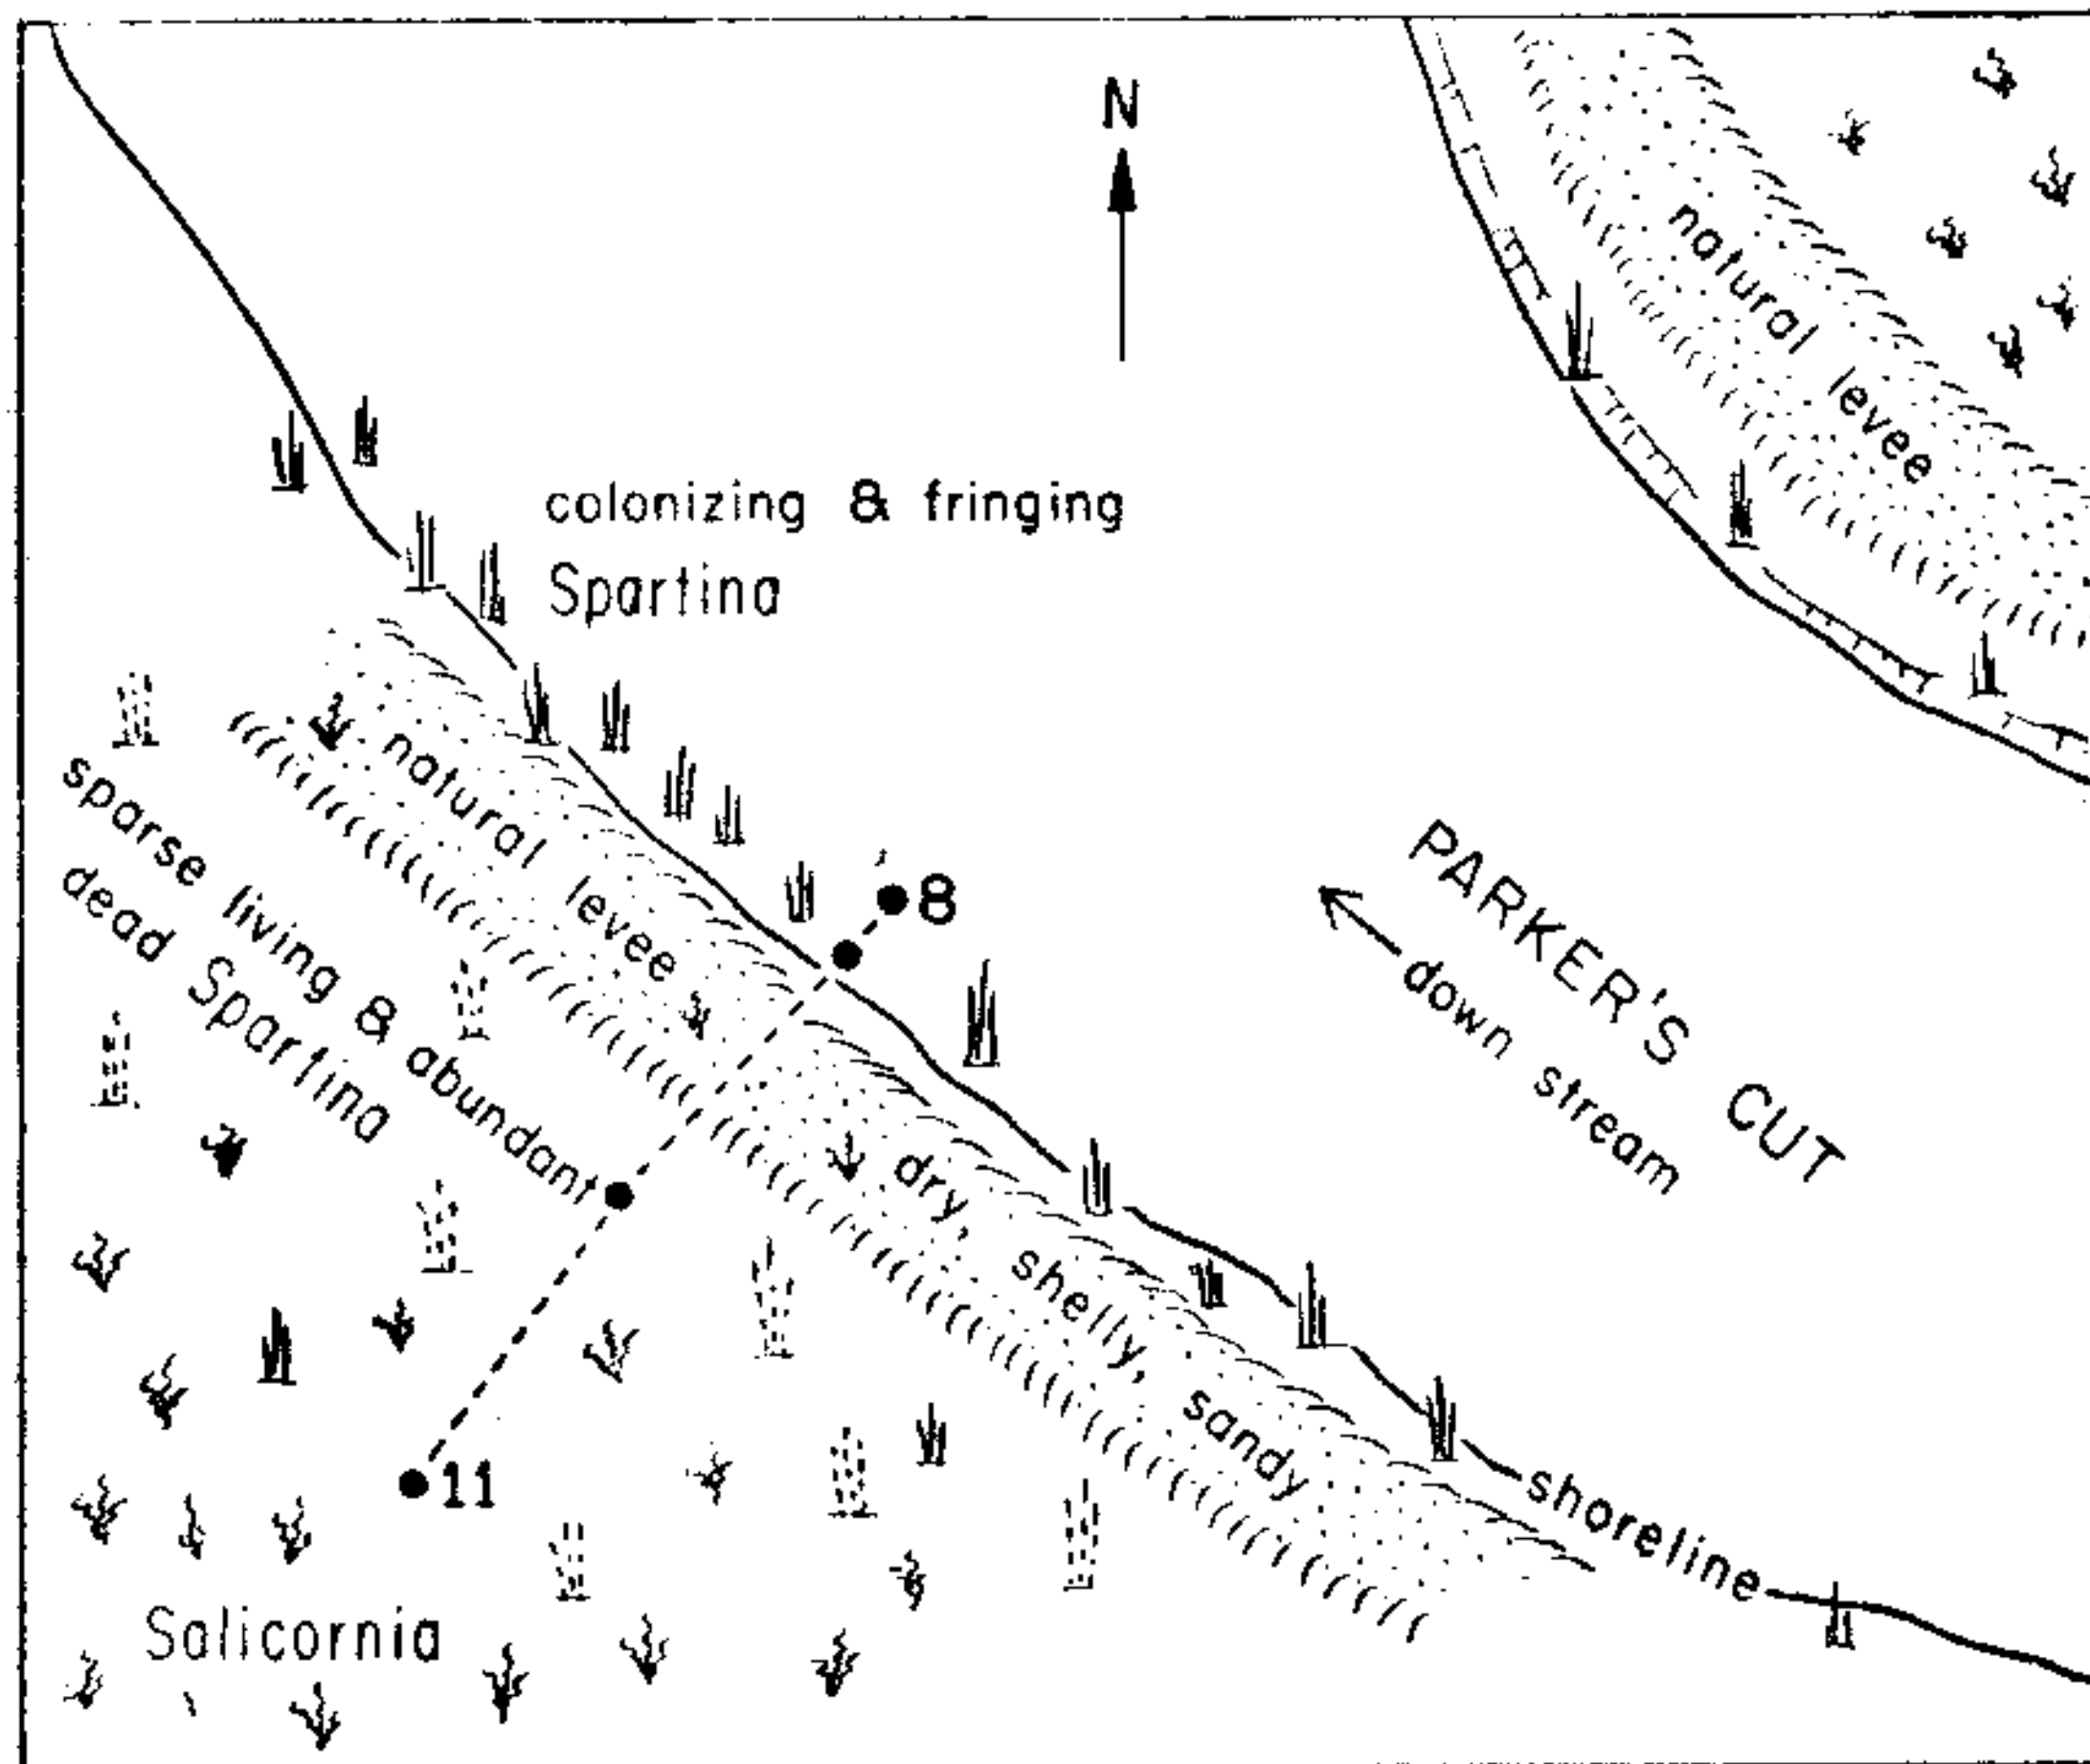 N
natural levee
colonizing & fringing
Spartina
natural levee
8
sparse living & abundant
dead Spartina
PARKER'S CUT
down stream
dry, shelly, sandy
11
shoreline
Salicornia